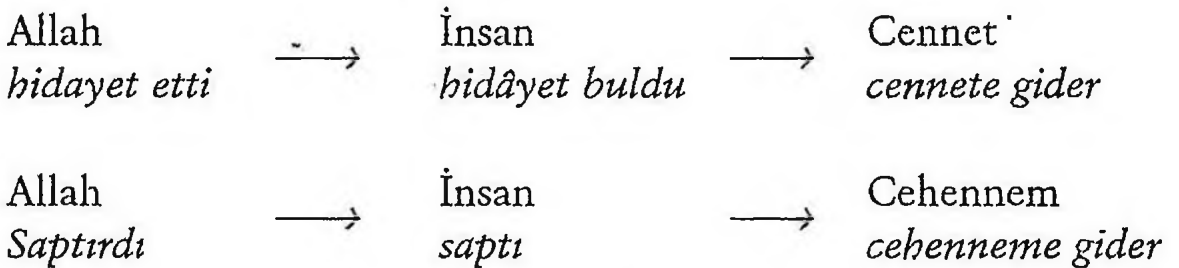 Allah → İnsan → Cennet
hidayet etti hidâyet buldu cennete gider
Allah → İnsan → Cehennem
Saptırdı saptı cehenneme gider